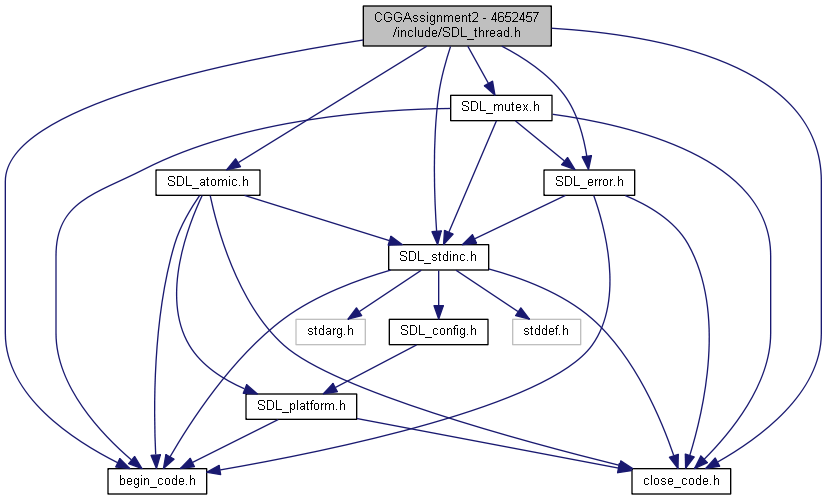 CGGAssignment2 - 4652457
/include/SDL_thread.h
SDL_mutex.h
SDL_atomic.h
SDL_error.h
SDL_stdinc.h
stdarg.h
SDL_config.h
stddef.h
SDL_platform.h
begin_code.h
close_code.h